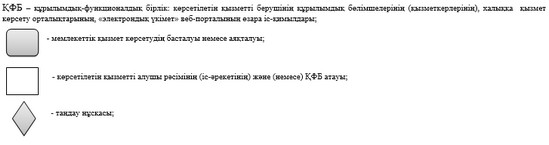 ҚФБ – құрылымдық-функционалдық бірлік: көрсетілетін қызметті берушінің құрылымдық бөлімшелерінің (қызметкерлерінің), халыққа қызмет
көрсету орталықтарының, «электрондық үкімет» веб-порталының өзара іс-қимылдары;
- мемлекеттік қызмет көрсетудің басталуы немесе аяқталуы;
- көрсетілетін қызметті алушы рәсімінің (іс-әрекетінің) және (немесе) ҚФБ атауы;
- таңдау нұсқасы;